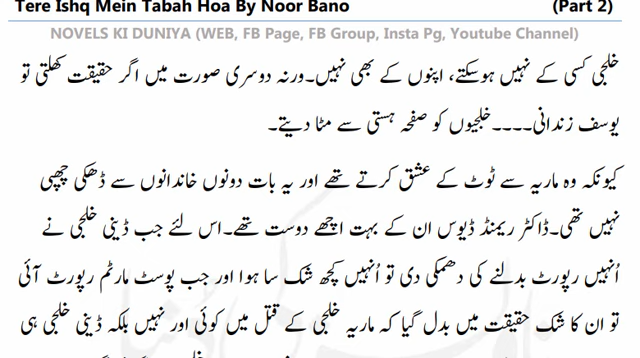 Tere Ishq Mein Tabah Hoa By Noor Bano (Part 2)
NOVELS KI DUNIYA (WEB, FB Page, FB Group, Insta Pg, Youtube Channel)
خلجی کسی کے نہیں ہوسکتے، اپنوں کے بھی نہیں۔ورنہ دوسری صورت میں اگر حقیقت کھلتی تو
یوسف زندانی۔۔۔۔خلجیوں کو صفحہ ہستی سے مٹا دیتے۔
کیونکہ وہ ماریہ سے ٹوٹ کے عشق کرتے تھے اور یہ بات دونوں خاندانوں سے ڈھکی چھپی
نہیں تھی۔ڈاکٹر ریمنڈ ڈیوس ان کے بہت اچھے دوست تھے۔اس لئے جب ڈینی خلجی نے
اُنہیں رپورٹ بدلنے کی دھمکی دی تو اُنہیں کچھ شک سا ہوا اور جب پوسٹ مارٹم رپورٹ آئی
تو ان کا شک حقیقت میں بدل گیا کہ ماریہ خلجی کے قتل میں کوئی اور نہیں بلکہ ڈینی خلجی ہی